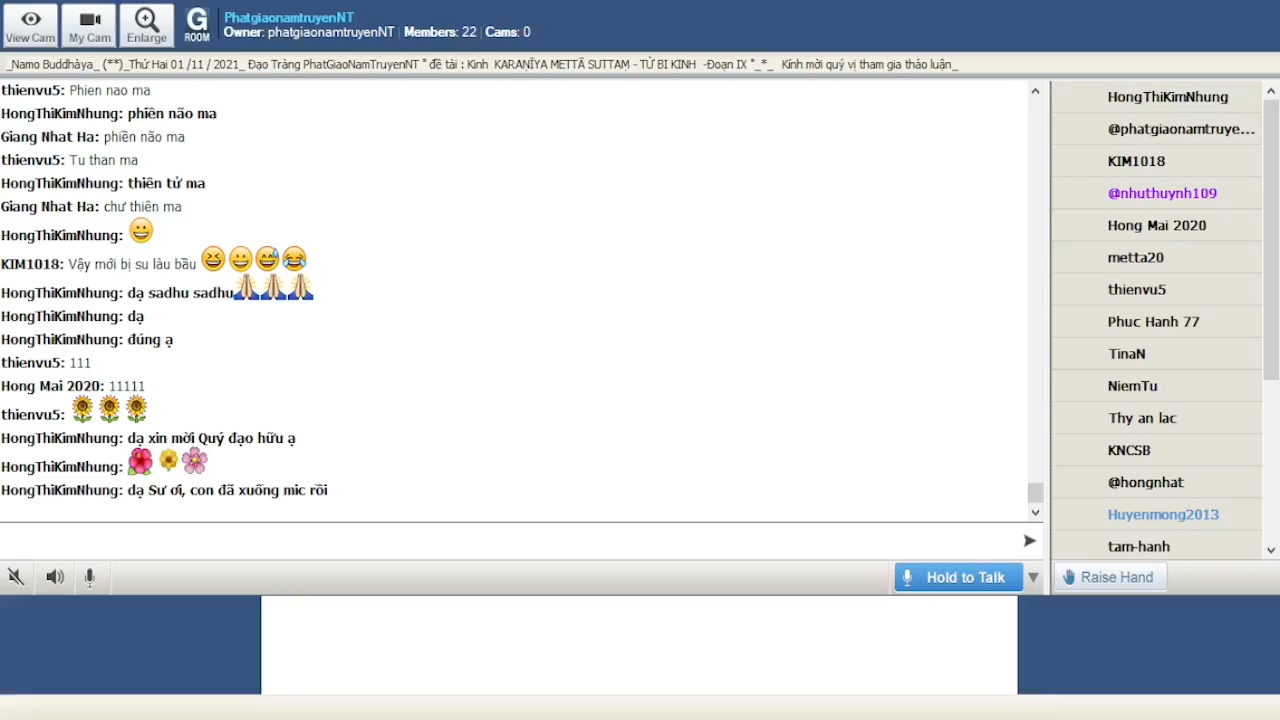 View Cam
My Cam
Enlarge
G
ROOM
PhatgiaonamtruyenNT
Owner: phatgiaonamtruyenNT | Members: 22 | Cams: 0
_Namo Buddhàya_ (**)_Thứ Hai 01 /11 / 2021_ Đạo Tràng PhatGiaoNamTruyenNT " đề tài : Kinh KARAṆĪYA METTĀ SUTTAṂ - TỪ BI KINH -Đoạn IX "_*_ Kính mời quý vị tham gia thảo luận_
thienvu5: Phien nao ma
HongThiKimNhung: phiền não ma
Giang Nhat Ha: phiền não ma
thienvu5: Tu than ma
HongThiKimNhung: thiên tử ma
Giang Nhat Ha: chư thiên ma
HongThiKimNhung:
KIM1018: Vậy mới bị su làu bầu
HongThiKimNhung: dạ sadhu sadhu
HongThiKimNhung: dạ
HongThiKimNhung: đúng ạ
thienvu5: 111
Hong Mai 2020: 11111
thienvu5:
HongThiKimNhung: dạ xin mời Quý đạo hữu ạ
HongThiKimNhung:
HongThiKimNhung: dạ Sư ơi, con đã xuống mic rồi
HongThiKimNhung
@phatgiaonamtruye...
KIM1018
@nhuthuynh109
Hong Mai 2020
metta20
thienvu5
Phuc Hanh 77
TinaN
NiemTu
Thy an lac
KNCSB
@hongnhat
Huyenmong2013
tam-hanh
Hold to Talk
Raise Hand